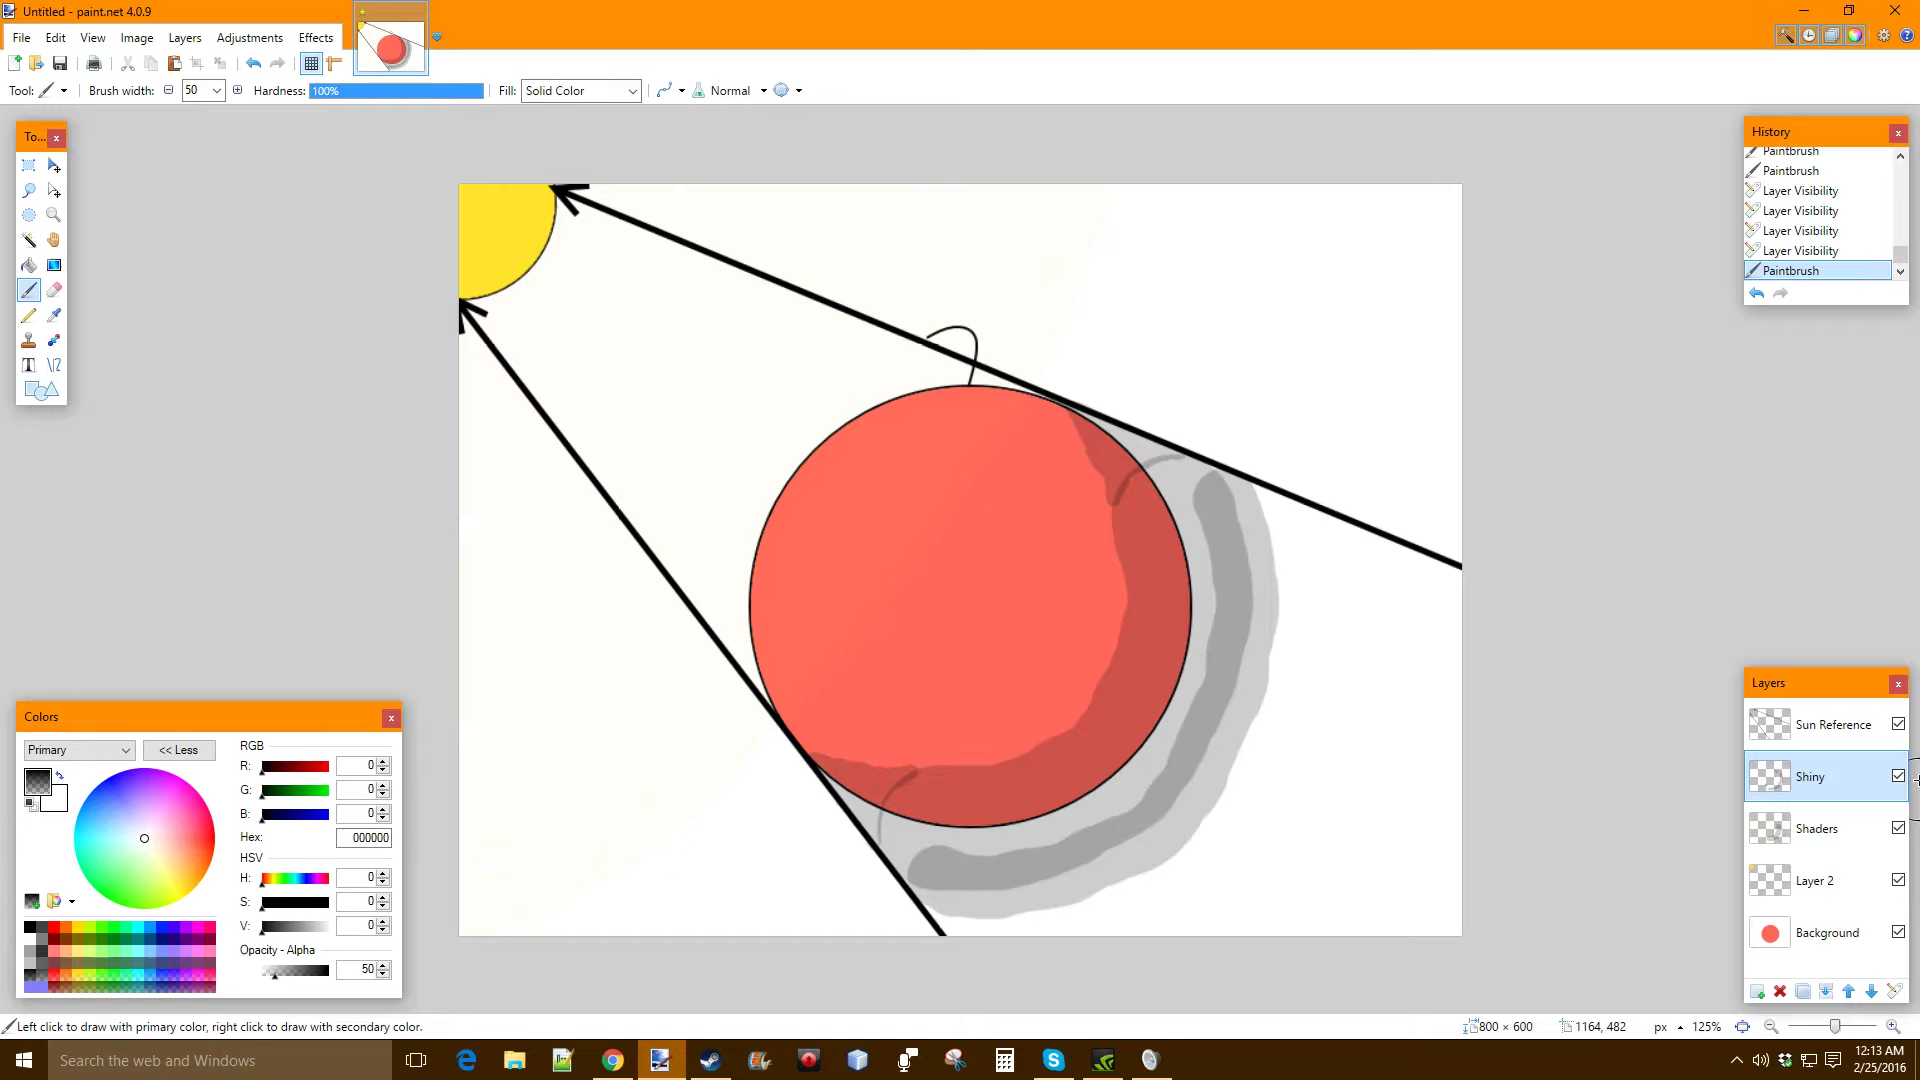 Untitled - paint.net 4.0.9
File Edit View Image Layers Adjustments Effects
Tool: Brush width: 50 Hardness: 100% Fill: Solid Color Normal
To...
History
Paintbrush
Paintbrush
Layer Visibility
Layer Visibility
Layer Visibility
Layer Visibility
Paintbrush
Layers
Sun Reference
Shiny
Shaders
Layer 2
Background
Colors
Primary << Less
RGB
R: 0
G: 0
B: 0
Hex: 000000
HSV
H: 0
S: 0
V: 0
Opacity - Alpha
50
Left click to draw with primary color, right click to draw with secondary color.
800 × 600 1164, 482 px 125%
Search the web and Windows
12:13 AM
2/25/2016